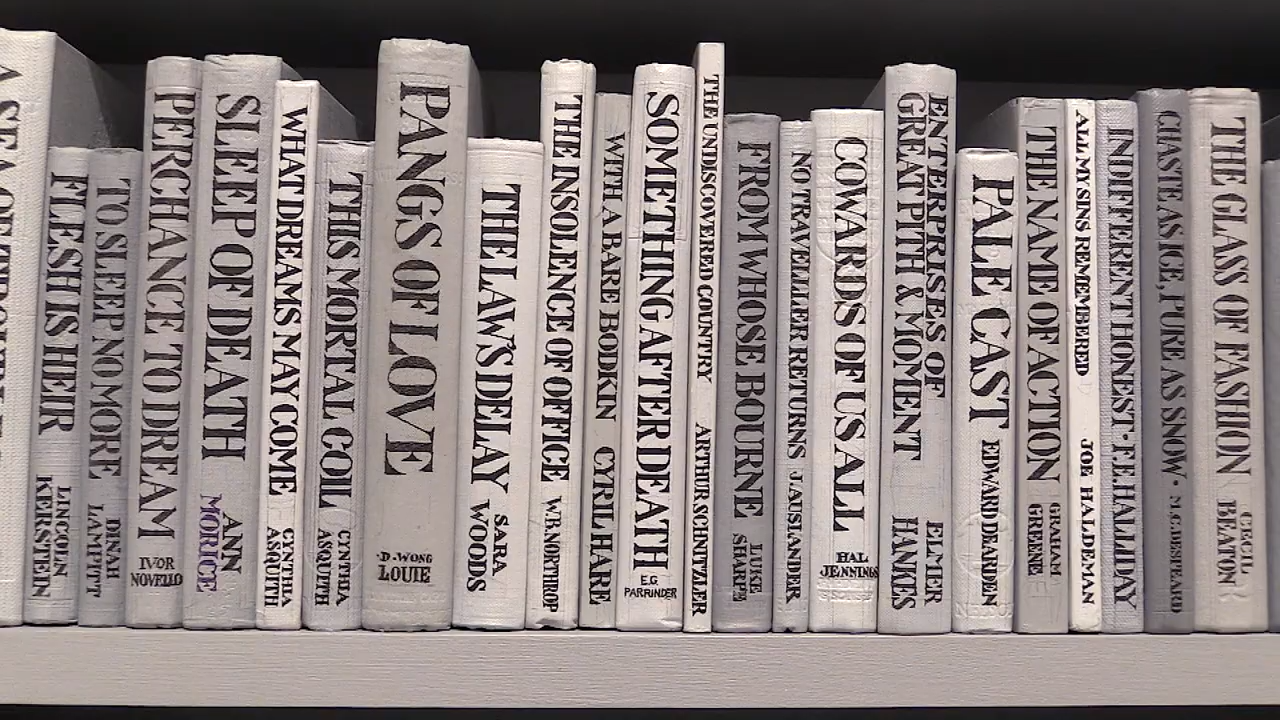 FLESH IS HEIR
LINCOLN
KERSTEIN
TO SLEEP NO MORE
DINAH
LAMPITT
PERCHANCE TO DREAM
IVOR
NOVELLO
SLEEP OF DEATH
ANN
MORICE
WHAT DREAMS MAY COME
CYNTHIA
ASQUITH
THIS MORTAL COIL
CYNTHIA
ASQUITH
PANGS OF LOVE
D·WONG
LOUIE
THE LAW'S DELAY
SARA
WOODS
THE INSOLENCE OF OFFICE
W.B.NORTHROP
WITH A BARE BODKIN
CYRIL HARE
SOMETHING AFTER DEATH
E.G
PARRINDER
THE UNDISCOVERED COUNTRY
ARTHUR SCHNITZLER
FROM WHOSE BOURNE
LUKE
SHARPE
NO TRAVELLLER RETURNS
J.AUSLANDER
COWARDS OF US ALL
HAL
JENNINGS
ENTERPRISES OF
GREAT PITH & MOMENT
ELMER
HANKES
PALE CAST
EDWARD DEARDEN
THE NAME OF ACTION
GRAHAM
GREENE
ALL MY SINS REMEMBERED
JOE HALDEMAN
INDIFFERENT HONEST·F.E.HALLIDAY
CHASTE AS ICE, PURE AS SNOW · M.C.DESPEARD
THE GLASS OF FASHION
CECIL
BEATON